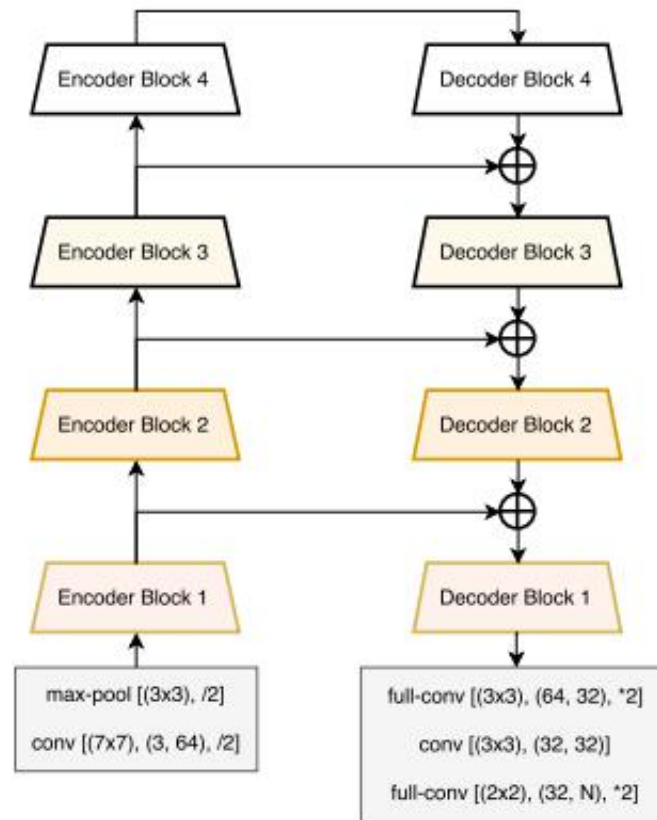 Encoder Block 4
Decoder Block 4
Encoder Block 3
Decoder Block 3
Encoder Block 2
Decoder Block 2
Encoder Block 1
Decoder Block 1
max-pool [(3x3), /2]
conv [(7x7), (3, 64), /2]
full-conv [(3x3), (64, 32), *2]
conv [(3x3), (32, 32)]
full-conv [(2x2), (32, N), *2]